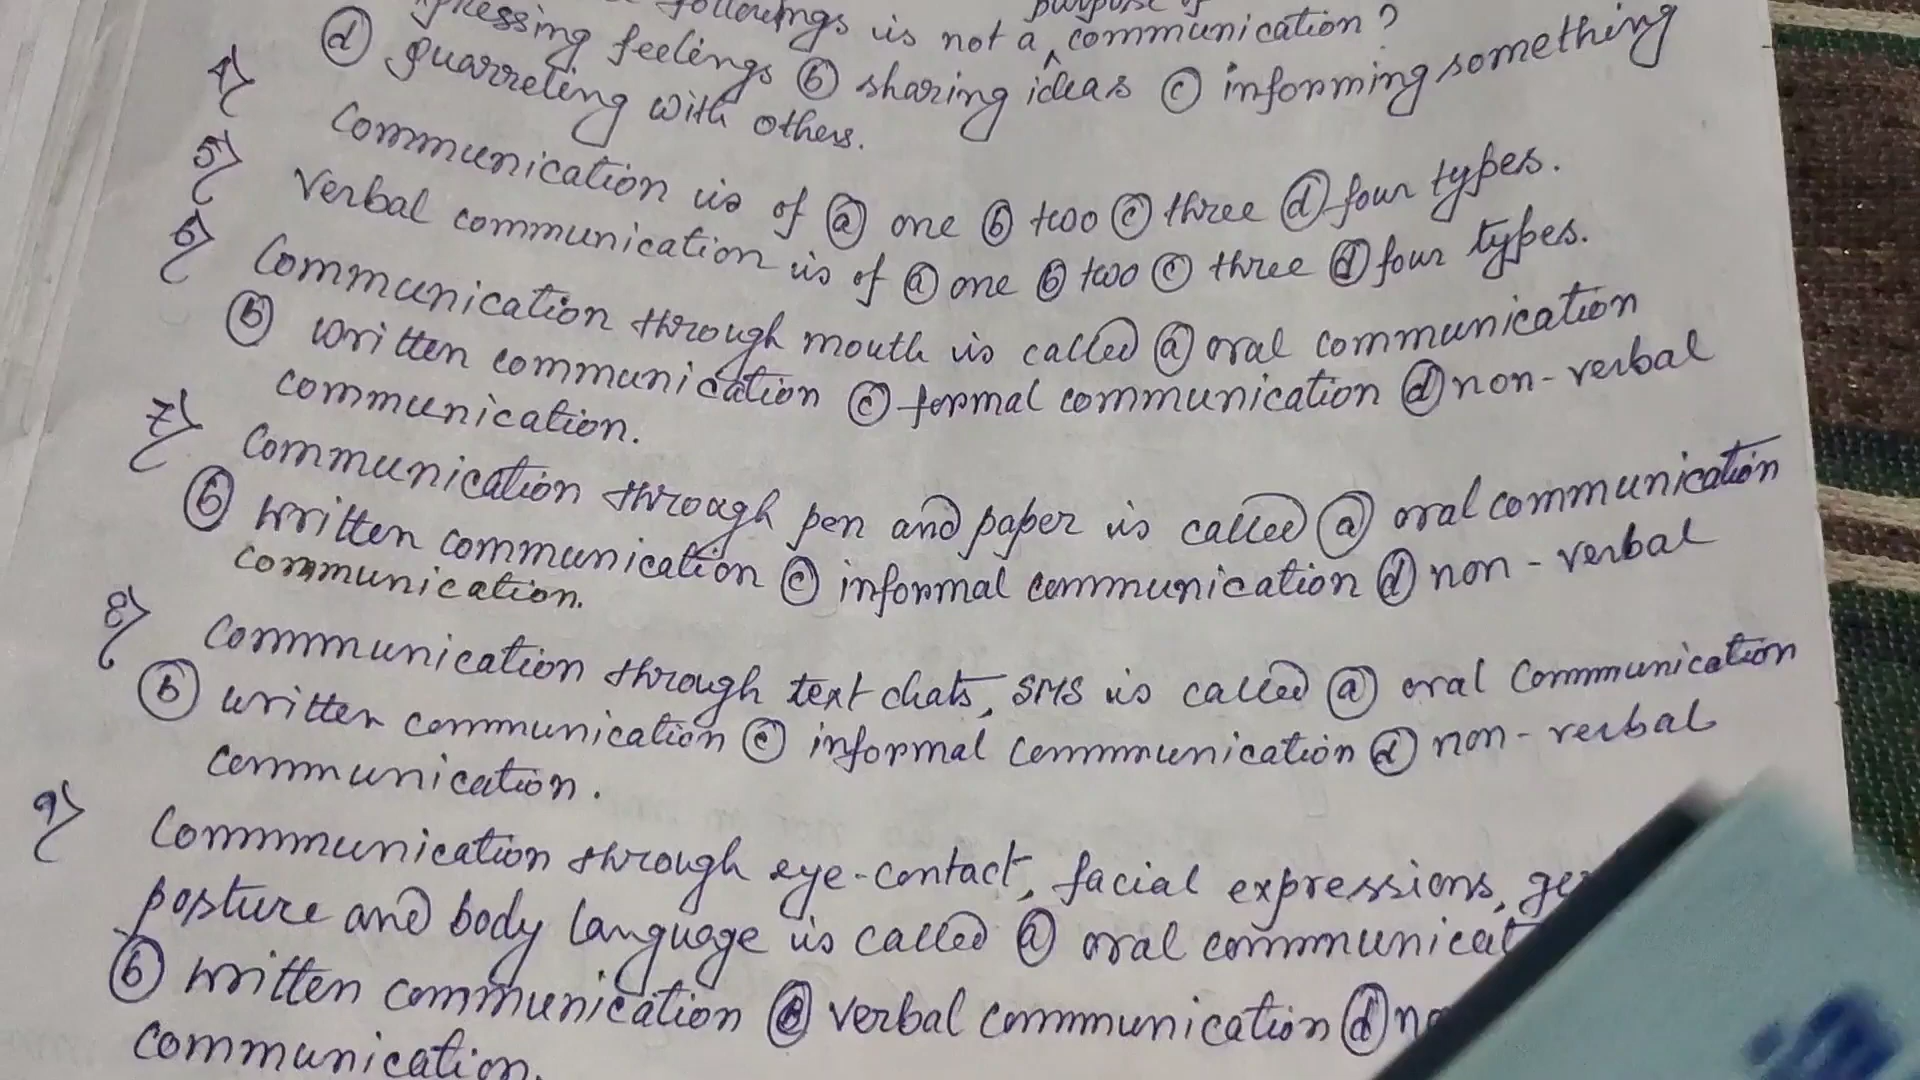 followings is not a purpose of communication?
feelings ⓑ sharing ideas ⓒ informing something
ⓓ quarreling with others.
4) Communication is of ⓐ one ⓑ two ⓒ three ⓓ four types.
5) Verbal communication is of ⓐ one ⓑ two ⓒ three ⓓ four types.
6) Communication through mouth is called ⓐ oral communication
ⓑ written communication ⓒ formal communication ⓓ non-verbal
communication.
7) Communication through pen and paper is called ⓐ oral communication
ⓑ written communication ⓒ informal communication ⓓ non-verbal
communication.
8) Communication through text chats, SMS is called ⓐ oral communication
ⓑ written communication ⓒ informal communication ⓓ non-verbal
communication.
9) Communication through eye-contact, facial expressions,
posture and body language is called ⓐ oral
ⓑ written communication ⓒ verbal communication ⓓ
communication.